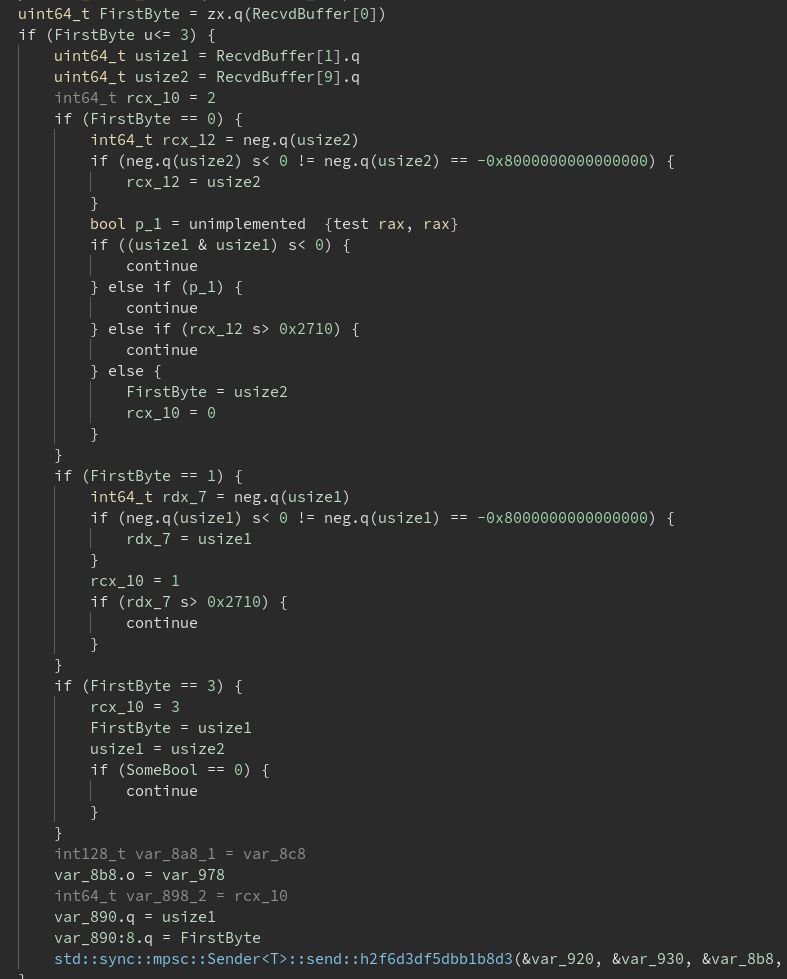 uint64_t FirstByte = zx.q(RecvdBuffer[0])
if (FirstByte u<= 3) {
uint64_t usize1 = RecvdBuffer[1].q
uint64_t usize2 = RecvdBuffer[9].q
int64_t rcx_10 = 2
if (FirstByte == 0) {
int64_t rcx_12 = neg.q(usize2)
if (neg.q(usize2) s< 0 != neg.q(usize2) == -0x8000000000000000) {
rcx_12 = usize2
}
bool p_1 = unimplemented  {test rax, rax}
if ((usize1 & usize1) s< 0) {
continue
} else if (p_1) {
continue
} else if (rcx_12 s> 0x2710) {
continue
} else {
FirstByte = usize2
rcx_10 = 0
}
}
if (FirstByte == 1) {
int64_t rdx_7 = neg.q(usize1)
if (neg.q(usize1) s< 0 != neg.q(usize1) == -0x8000000000000000) {
rdx_7 = usize1
}
rcx_10 = 1
if (rdx_7 s> 0x2710) {
continue
}
}
if (FirstByte == 3) {
rcx_10 = 3
FirstByte = usize1
usize1 = usize2
if (SomeBool == 0) {
continue
}
}
int128_t var_8a8_1 = var_8c8
var_8b8.o = var_978
int64_t var_898_2 = rcx_10
var_890.q = usize1
var_890:8.q = FirstByte
std::sync::mpsc::Sender<T>::send::h2f6d3df5dbb1b8d3(&var_920, &var_930, &var_8b8,